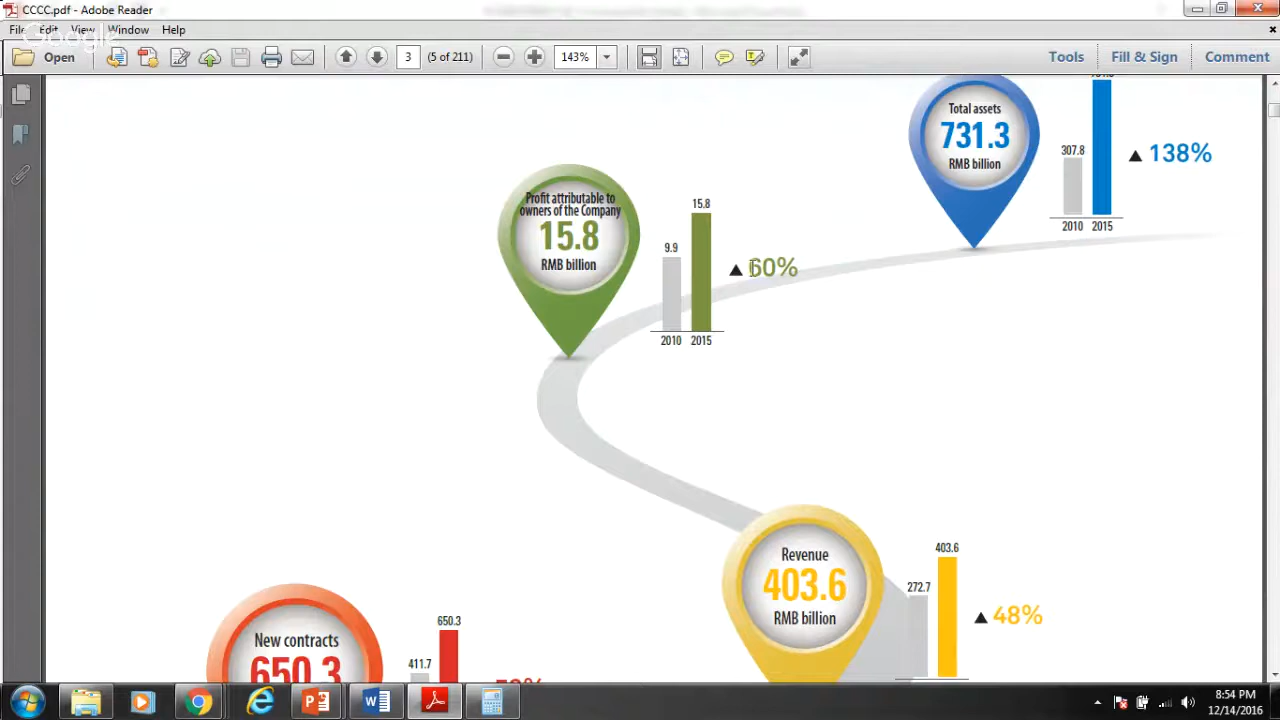 CCCC.pdf - Adobe Reader
File Edit View Window Help
Google
Open
3
(5 of 211)
143%
Tools
Fill & Sign
Comment
Total assets
731.3
RMB billion
307.8
2010 2015
138%
Profit attributable to
owners of the Company
15.8
RMB billion
9.9
15.8
2010 2015
60%
Revenue
403.6
RMB billion
272.7
403.6
48%
New contracts
650.3
411.7
650.3
8:54 PM
12/14/2016